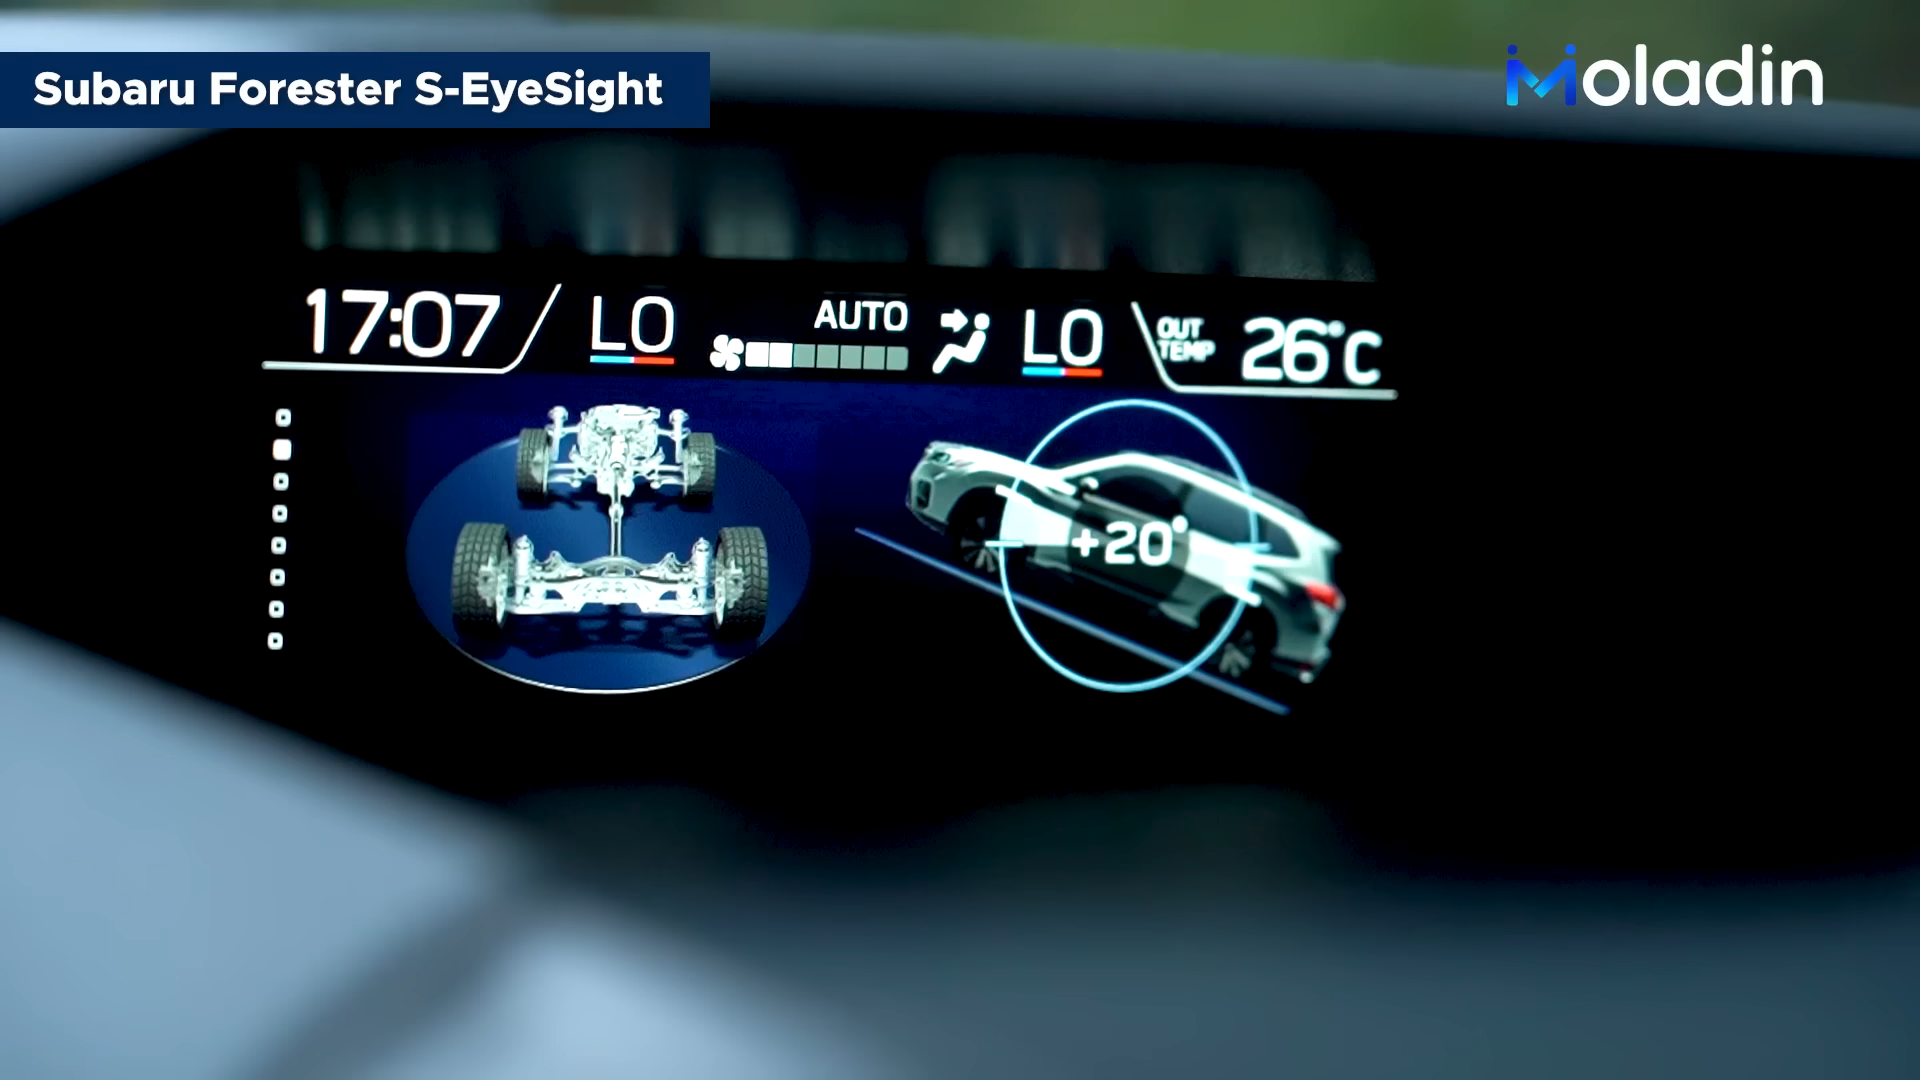 Subaru Forester S-EyeSight
Moladin
17:07
LO
AUTO
LO
OUT
TEMP
26°C
+20°